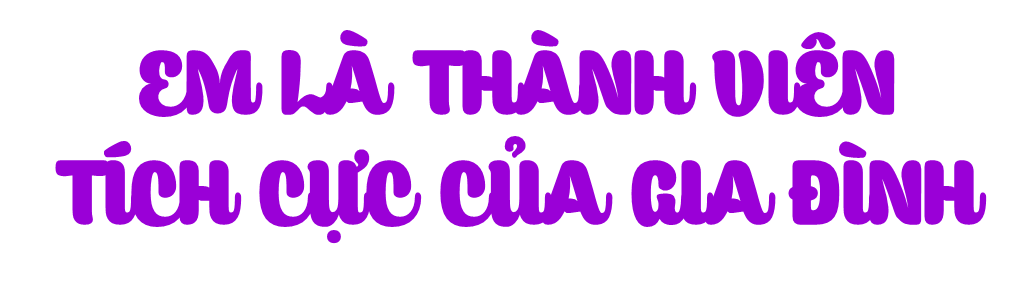 EM LÀ THÀNH VIÊN
TÍCH CỰC CỦA GIA ĐÌNH